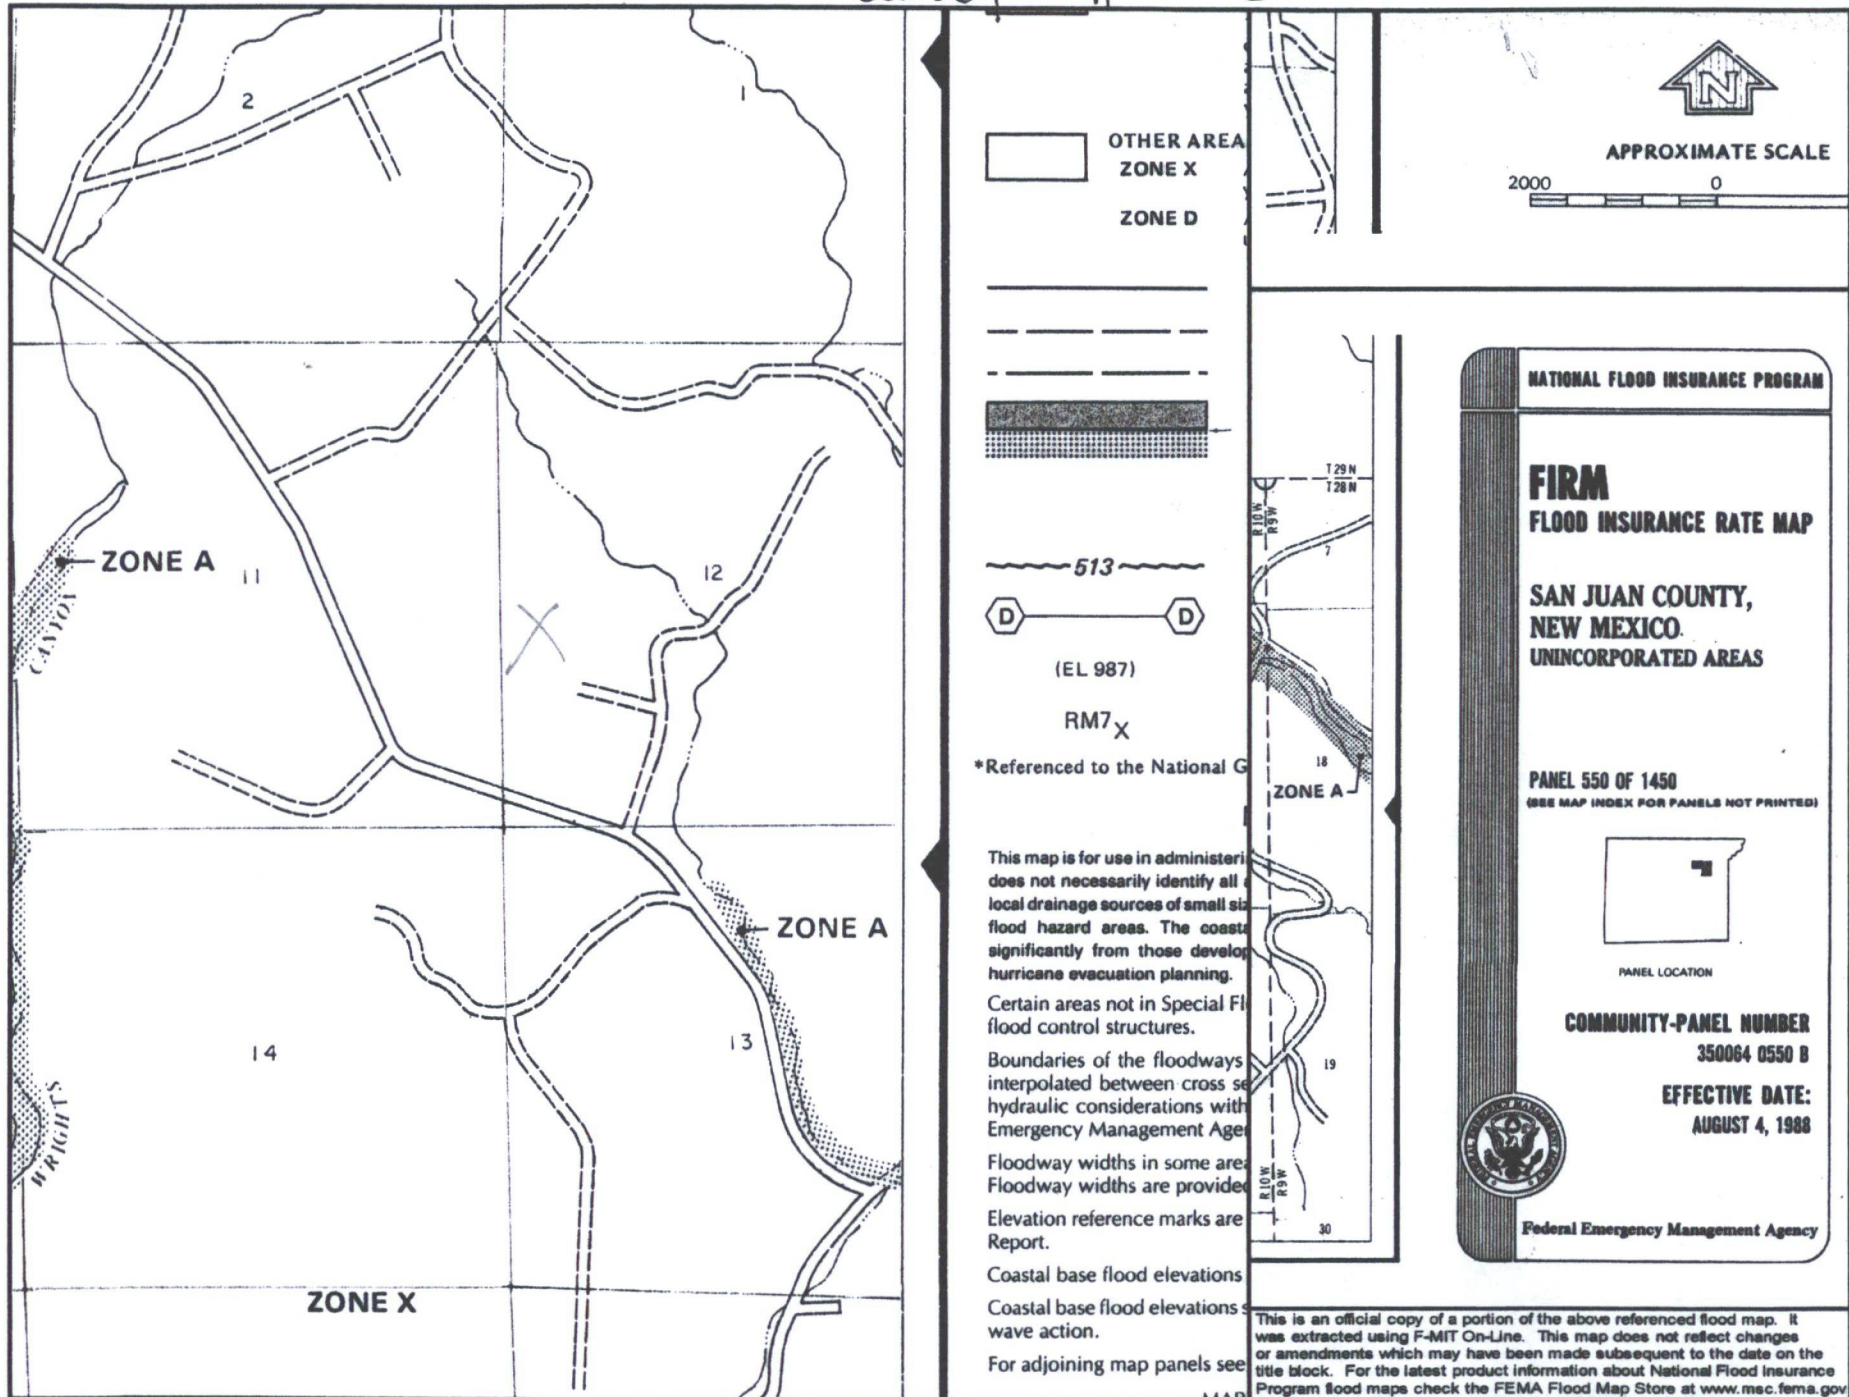 2
1
ZONE A
11
12
CANYON
ZONE A
14
13
WRIGHTS
ZONE X
OTHER AREA
ZONE X
ZONE D
513
D D
(EL 987)
RM7 X
*Referenced to the National G
This map is for use in administeri
does not necessarily identify all
local drainage sources of small siz
flood hazard areas. The coasta
significantly from those develop
hurricane evacuation planning.
Certain areas not in Special Fl
flood control structures.
Boundaries of the floodways
interpolated between cross se
hydraulic considerations with
Emergency Management Agen
Floodway widths in some area
Floodway widths are provided
Elevation reference marks are
Report.
Coastal base flood elevations
Coastal base flood elevations s
wave action.
For adjoining map panels see
N
APPROXIMATE SCALE
2000 0
T29N
T28N
R10W
R9W
7
18
ZONE A
19
R10W
R9W
30
NATIONAL FLOOD INSURANCE PROGRAM
FIRM
FLOOD INSURANCE RATE MAP
SAN JUAN COUNTY,
NEW MEXICO
UNINCORPORATED AREAS
PANEL 550 OF 1450
(SEE MAP INDEX FOR PANELS NOT PRINTED)
PANEL LOCATION
COMMUNITY-PANEL NUMBER
350064 0550 B
EFFECTIVE DATE:
AUGUST 4, 1988
Federal Emergency Management Agency
This is an official copy of a portion of the above referenced flood map. It
was extracted using F-MIT On-Line. This map does not reflect changes
or amendments which may have been made subsequent to the date on the
title block. For the latest product information about National Flood Insurance
Program flood maps check the FEMA Flood Map Store at www.msc.fema.gov